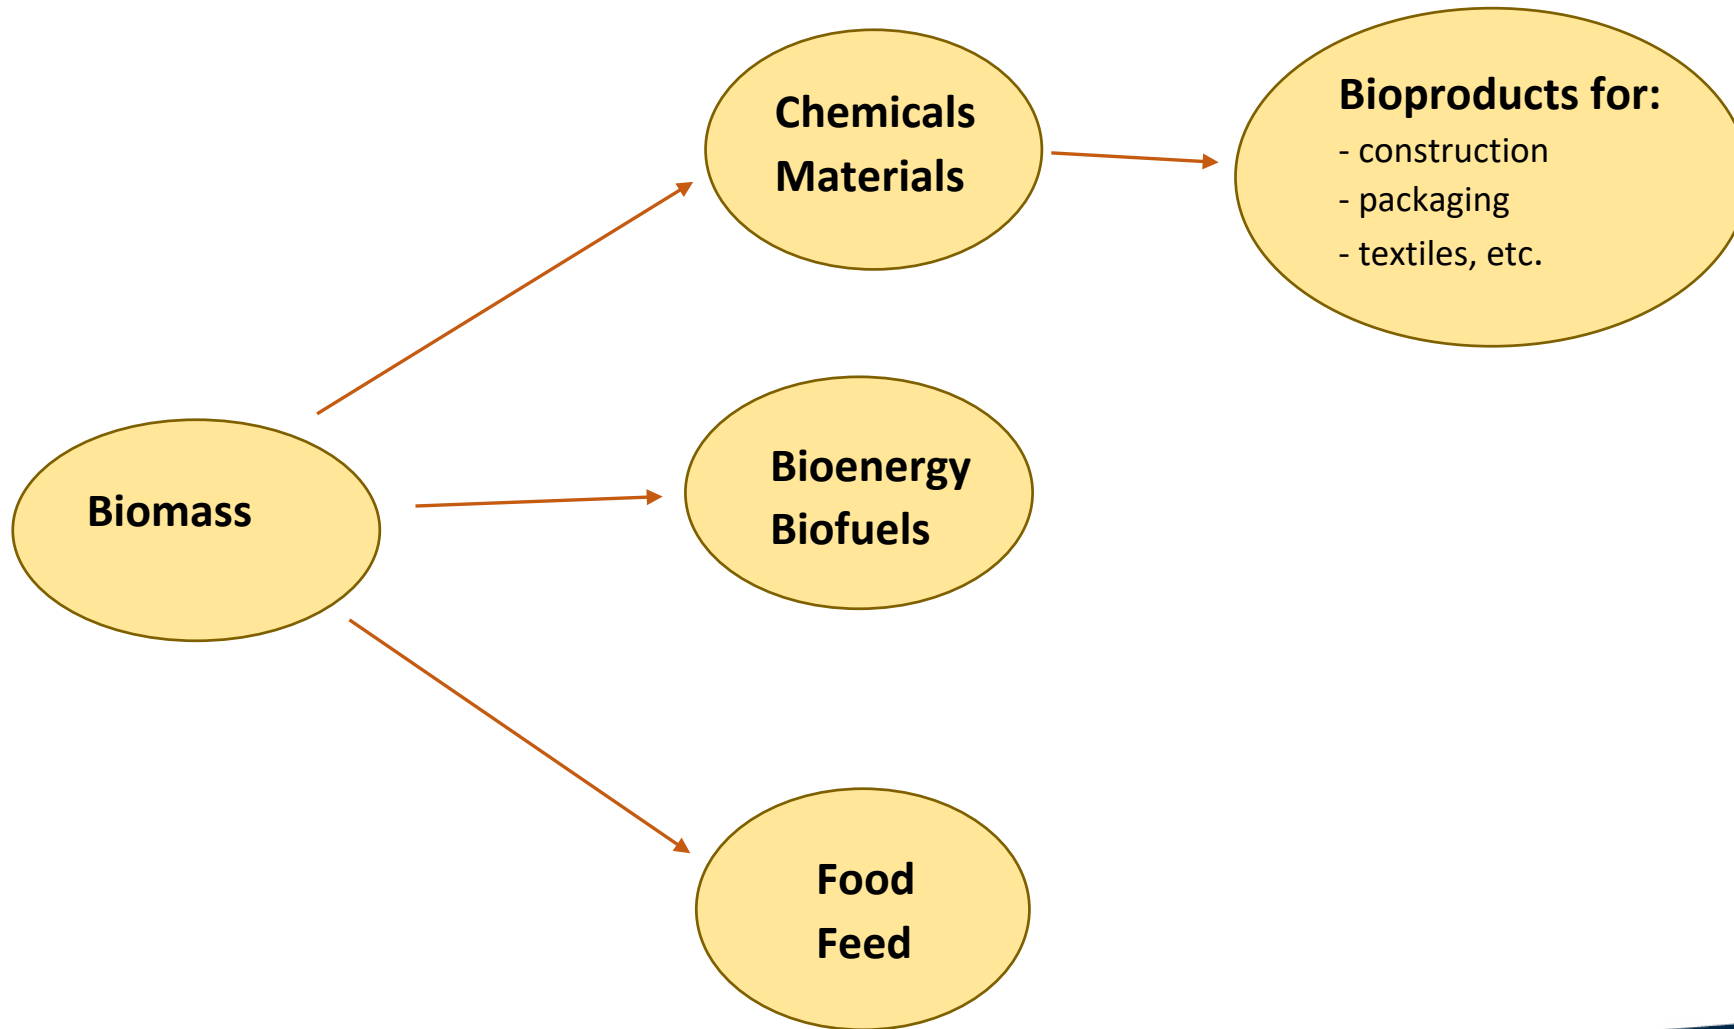 Chemicals
Materials
Bioproducts for:
- construction
- packaging
- textiles, etc.
Biomass
Bioenergy
Biofuels
Food
Feed